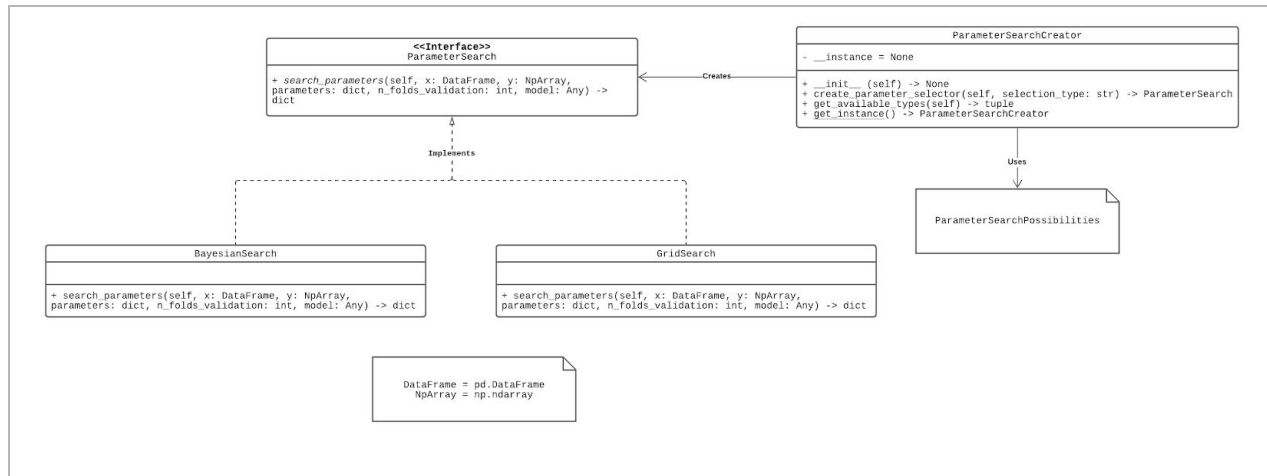 <<Interface>>
ParameterSearch
+ search_parameters(self, x: DataFrame, y: NpArray,
parameters: dict, n_folds_validation: int, model: Any) ->
dict
ParameterSearchCreator
- __instance = None
+ __init__ (self) -> None
+ create_parameter_selector(self, selection_type: str) -> ParameterSearch
+ get_available_types(self) -> tuple
+ get_instance() -> ParameterSearchCreator
Creates
Implements
Uses
ParameterSearchPossibilities
BayesianSearch
+ search_parameters(self, x: DataFrame, y: NpArray,
parameters: dict, n_folds_validation: int, model: Any) -> dict
GridSearch
+ search_parameters(self, x: DataFrame, y: NpArray,
parameters: dict, n_folds_validation: int, model: Any) -> dict
DataFrame = pd.DataFrame
NpArray = np.ndarray